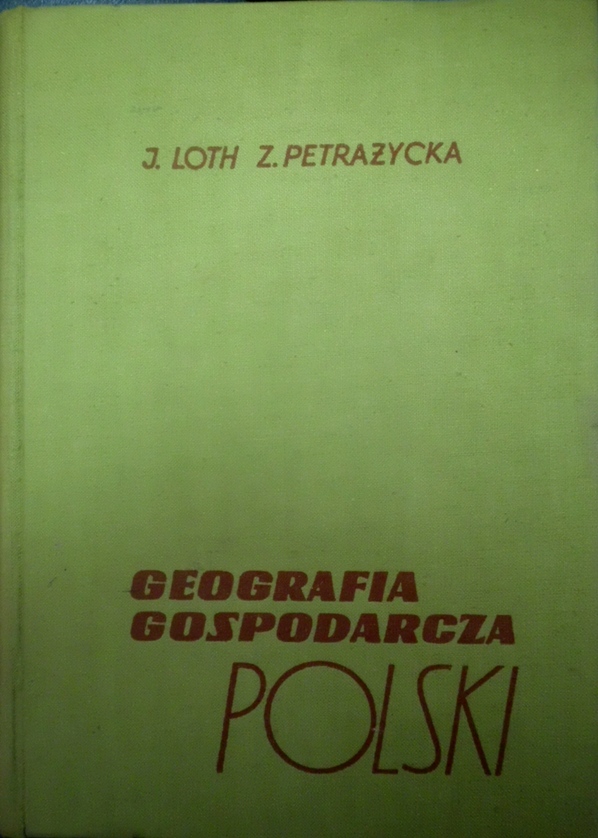 J. LOTH Z. PETRAŻYCKA
GEOGRAFIA
GOSPODARCZA
POLSKI